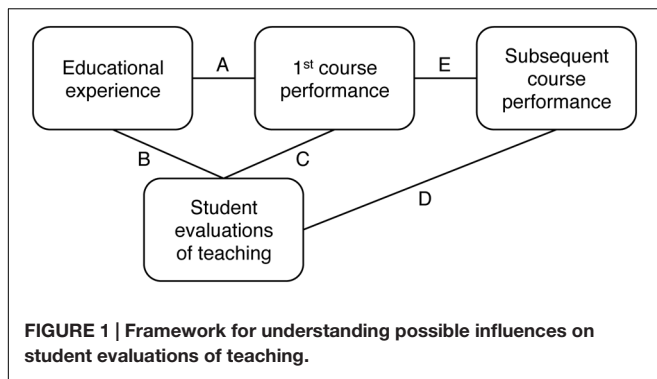 Educational
experience
A
1st course
performance
E
Subsequent
course
performance
B
C
D
Student
evaluations
of teaching
FIGURE 1 | Framework for understanding possible influences on
student evaluations of teaching.